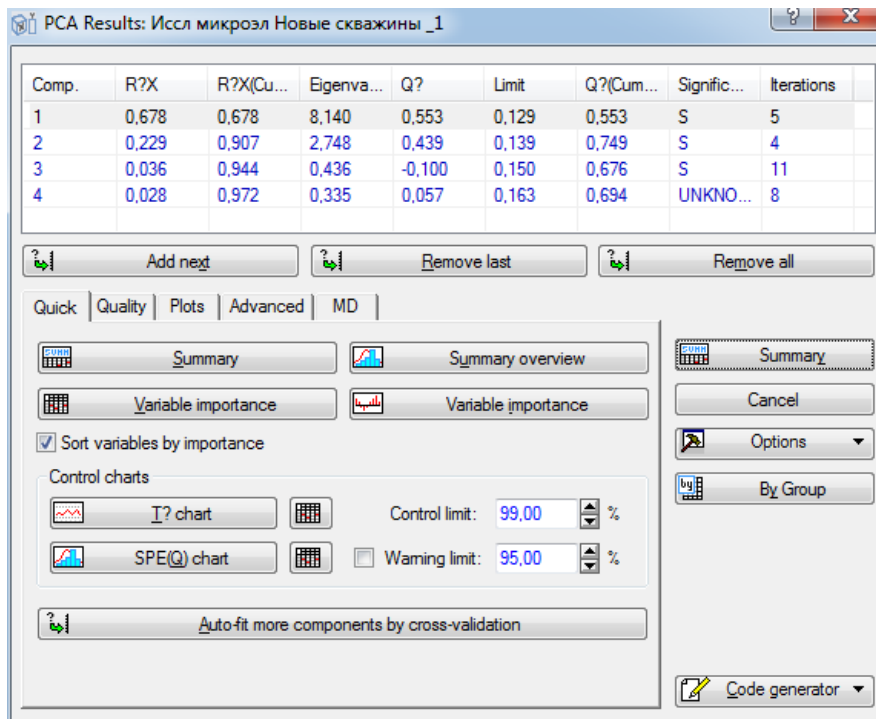 PCA Results: Иссл микроэл Новые скважины _1
Comp. R?X R?X(Cu... Eigenva... Q? Limit Q?(Cum... Signific... Iterations
1 0,678 0,678 8,140 0,553 0,129 0,553 S 5
2 0,229 0,907 2,748 0,439 0,139 0,749 S 4
3 0,036 0,944 0,436 -0,100 0,150 0,676 S 11
4 0,028 0,972 0,335 0,057 0,163 0,694 UNKNO... 8
Add next Remove last Remove all
Quick Quality Plots Advanced MD
Summary Summary overview Summary
Variable importance Variable importance Cancel
Sort variables by importance Options
Control charts By Group
T? chart Control limit: 99,00 %
SPE(Q) chart Warning limit: 95,00 %
Auto-fit more components by cross-validation
Code generator